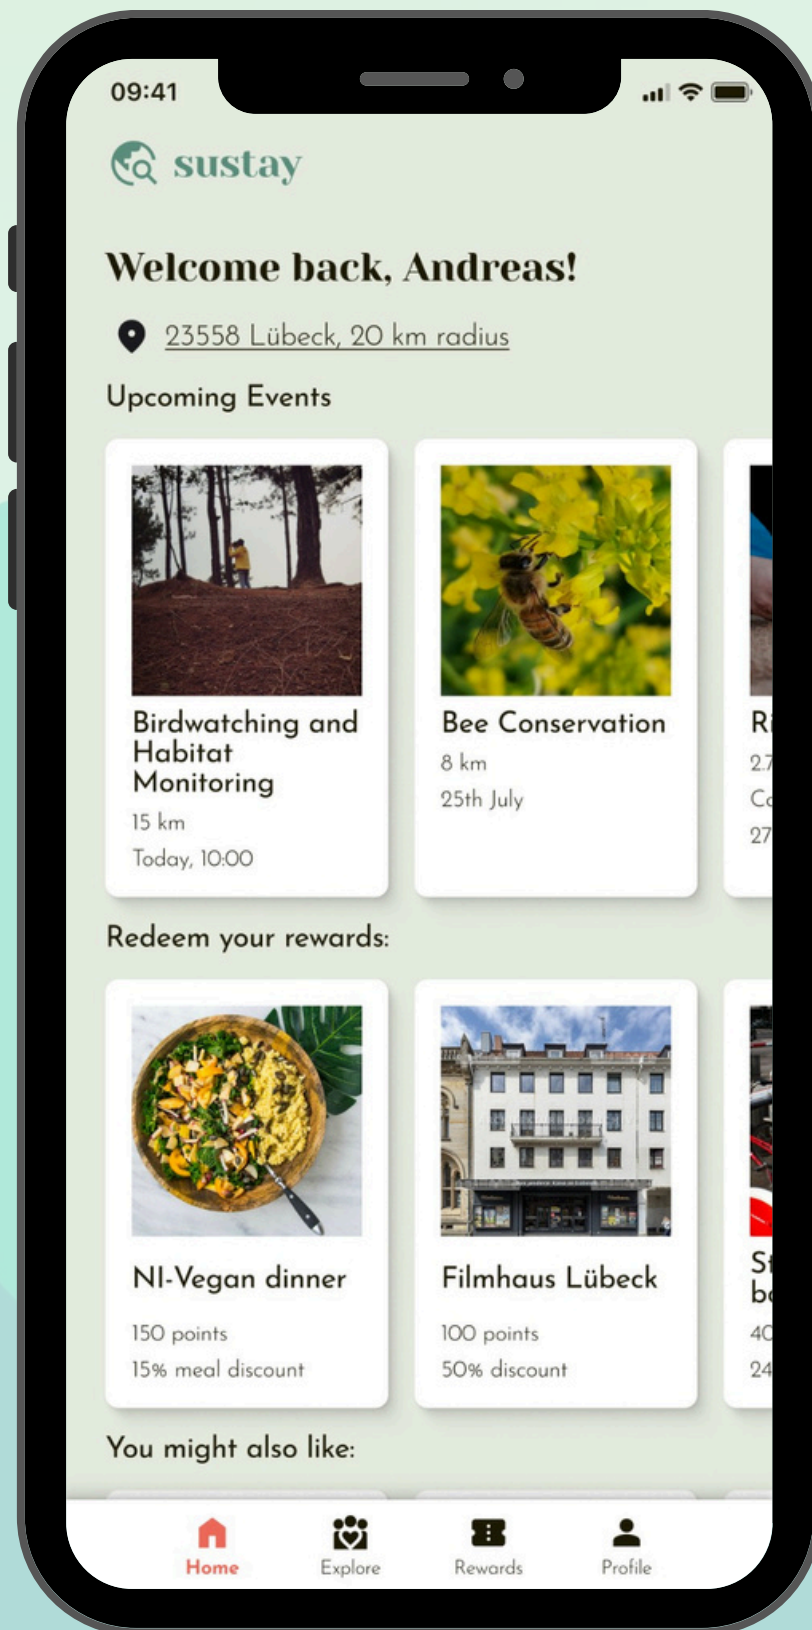 09:41
sustay
Welcome back, Andreas!
23558 Lübeck, 20 km radius
Upcoming Events
Birdwatching and
Habitat
Monitoring
15 km
Today, 10:00
Bee Conservation
8 km
25th July
Redeem your rewards:
NI-Vegan dinner
150 points
15% meal discount
Filmhaus Lübeck
100 points
50% discount
You might also like:
Home
Explore
Rewards
Profile